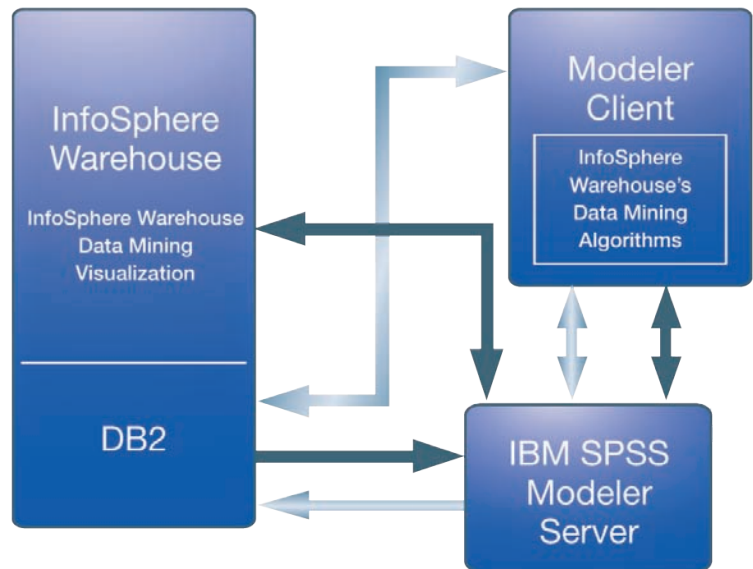 InfoSphere
Warehouse
InfoSphere Warehouse
Data Mining
Visualization
DB2
Modeler
Client
InfoSphere
Warehouse's
Data Mining
Algorithms
IBM SPSS
Modeler
Server